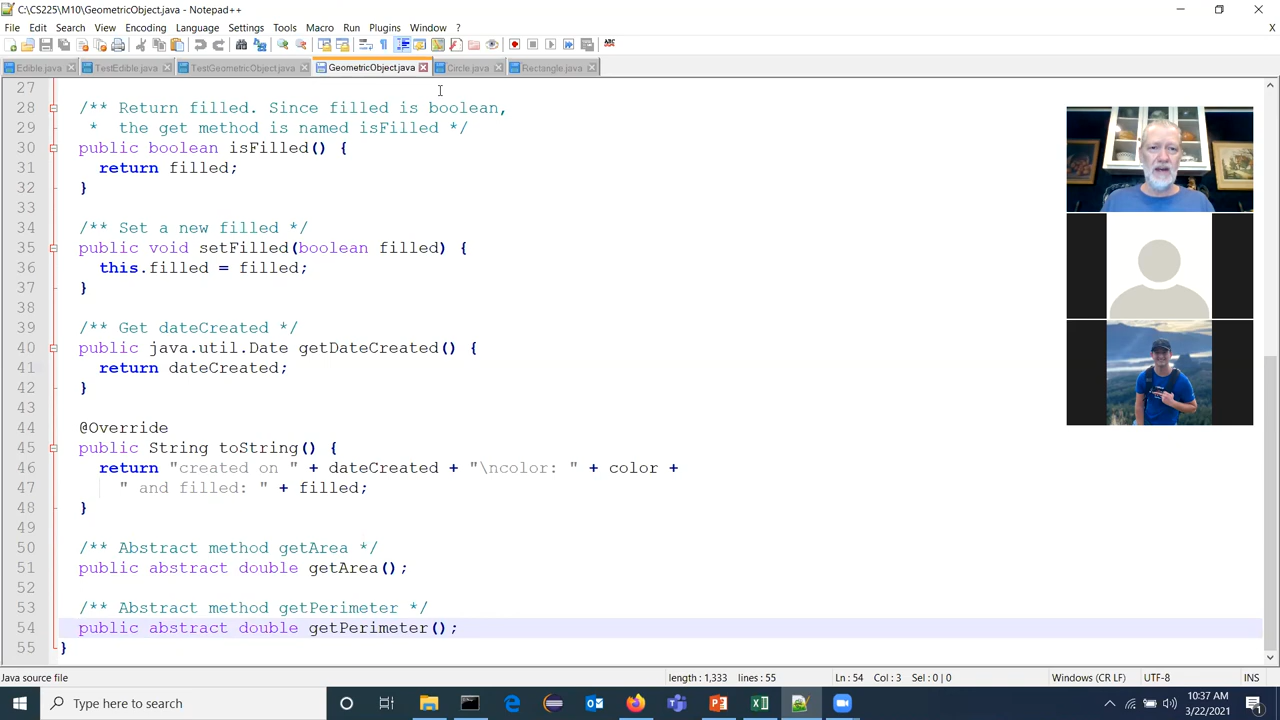 C:\CS225\M10\GeometricObject.java - Notepad++
File Edit Search View Encoding Language Settings Tools Macro Run Plugins Window ? X
Edible.java TestEdible.java TestGeometricObject.java GeometricObject.java Circle.java Rectangle.java
27
28 /** Return filled. Since filled is boolean,
29 * the get method is named isFilled */
30 public boolean isFilled() {
31 return filled;
32 }
33
34 /** Set a new filled */
35 public void setFilled(boolean filled) {
36 this.filled = filled;
37 }
38
39 /** Get dateCreated */
40 public java.util.Date getDateCreated() {
41 return dateCreated;
42 }
43
44 @Override
45 public String toString() {
46 return "created on " + dateCreated + "\ncolor: " + color +
47 " and filled: " + filled;
48 }
49
50 /** Abstract method getArea */
51 public abstract double getArea();
52
53 /** Abstract method getPerimeter */
54 public abstract double getPerimeter();
55 }
Java source file length : 1,333 lines : 55 Ln : 54 Col : 3 Sel : 0 | 0 Windows (CR LF) UTF-8 INS
Type here to search
10:37 AM
3/22/2021